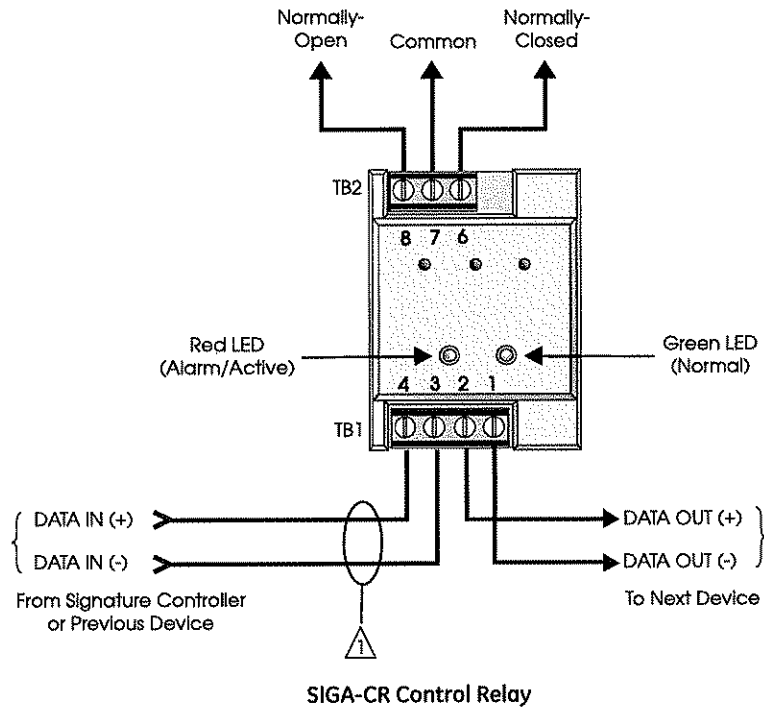 Normally-
Open
Common
Normally-
Closed
TB2
8 7 6
Red LED
(Alarm/Active)
Green LED
(Normal)
4 3 2 1
TB1
DATA IN (+)
DATA OUT (+)
DATA IN (-)
DATA OUT (-)
From Signature Controller
or Previous Device
To Next Device
1
SIGA-CR Control Relay